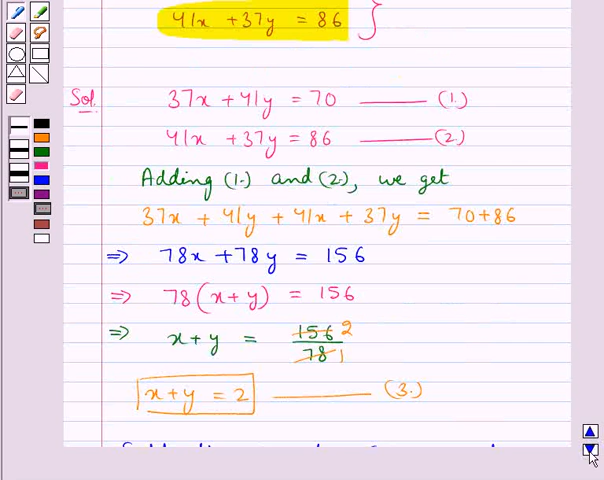 41x + 37y = 86 }
Sol. 37x + 41y = 70 ——— (1.)
41x + 37y = 86 ——— (2.)
Adding (1.) and (2.), we get
37x + 41y + 41x + 37y = 70+86
⇒ 78x + 78y = 156
⇒ 78(x+y) = 156
⇒ x+y = 156 2
78 1
x+y = 2 ——— (3.)